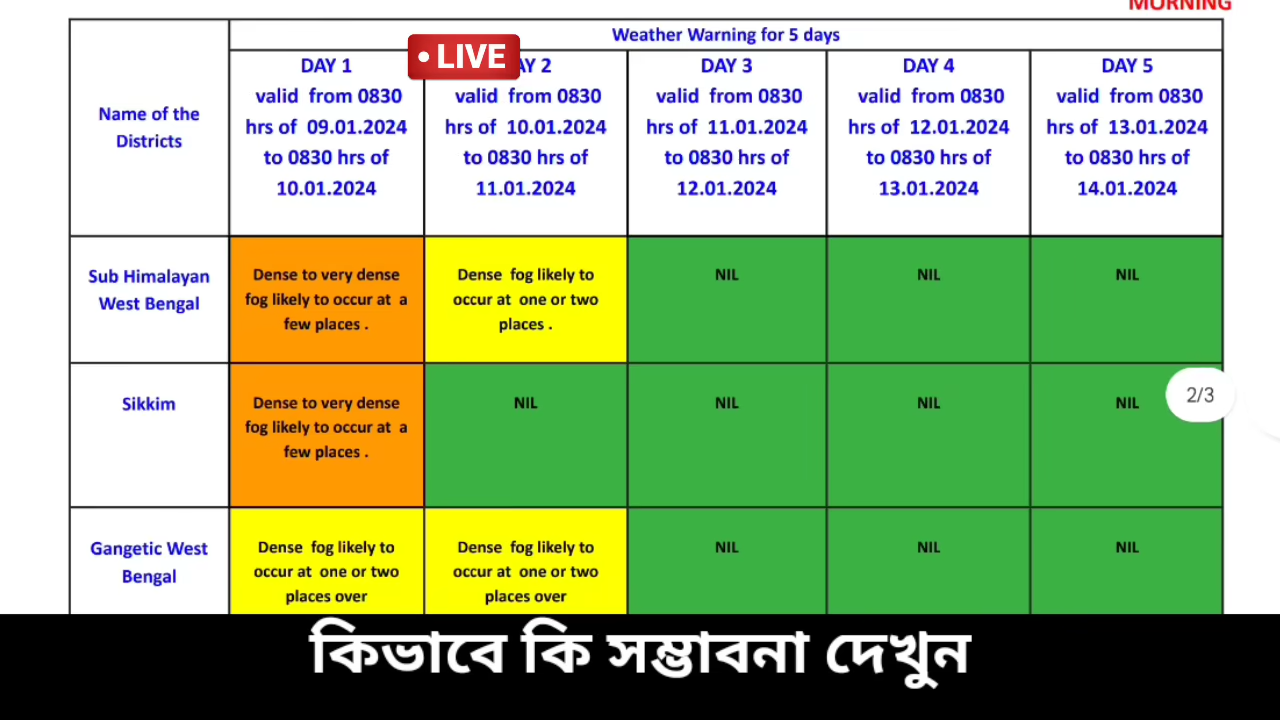 MORNING
Weather Warning for 5 days
Name of the
Districts
DAY 1
valid from 0830
hrs of 09.01.2024
to 0830 hrs of
10.01.2024
• LIVE
AY 2
valid from 0830
hrs of 10.01.2024
to 0830 hrs of
11.01.2024
DAY 3
valid from 0830
hrs of 11.01.2024
to 0830 hrs of
12.01.2024
DAY 4
valid from 0830
hrs of 12.01.2024
to 0830 hrs of
13.01.2024
DAY 5
valid from 0830
hrs of 13.01.2024
to 0830 hrs of
14.01.2024
Sub Himalayan
West Bengal
Dense to very dense
fog likely to occur at a
few places .
Dense fog likely to
occur at one or two
places .
NIL
NIL
NIL
Sikkim
Dense to very dense
fog likely to occur at a
few places .
NIL
NIL
NIL
NIL
2/3
Gangetic West
Bengal
Dense fog likely to
occur at one or two
places over
Dense fog likely to
occur at one or two
places over
NIL
NIL
NIL
কিভাবে কি সম্ভাবনা দেখুন